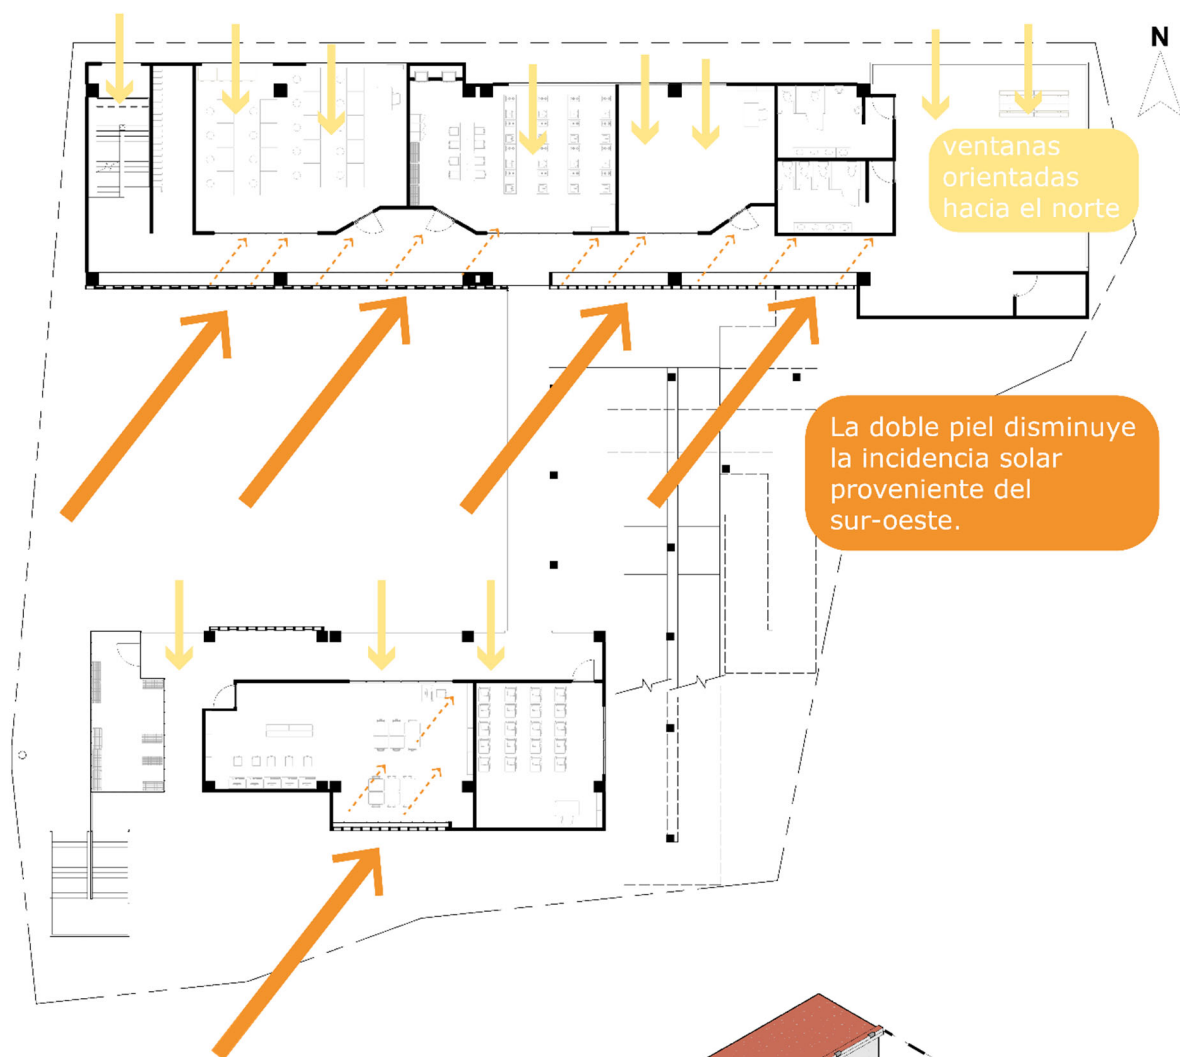 N
ventanas
orientadas
hacia el norte
La doble piel disminuye
la incidencia solar
proveniente del
sur-oeste.